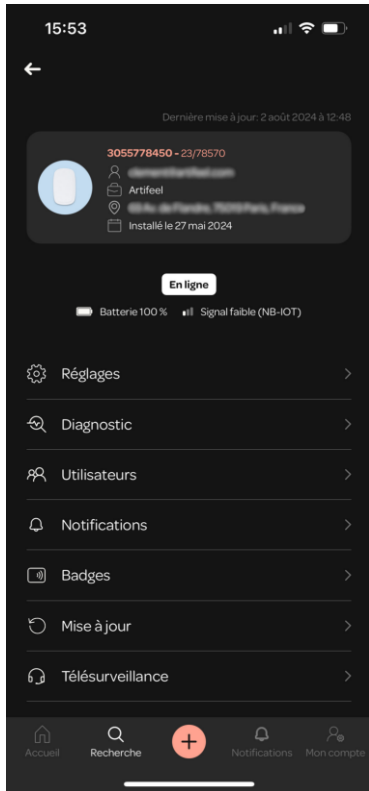 15:53
Dernière mise à jour: 2 août 2024 à 12:48
3055778450 - 23/78570
Artifeel
Installé le 27 mai 2024
En ligne
Batterie 100 % Signal faible (NB-IOT)
Réglages
Diagnostic
Utilisateurs
Notifications
Badges
Mise à jour
Télésurveillance
Accueil Recherche Notifications Mon compte